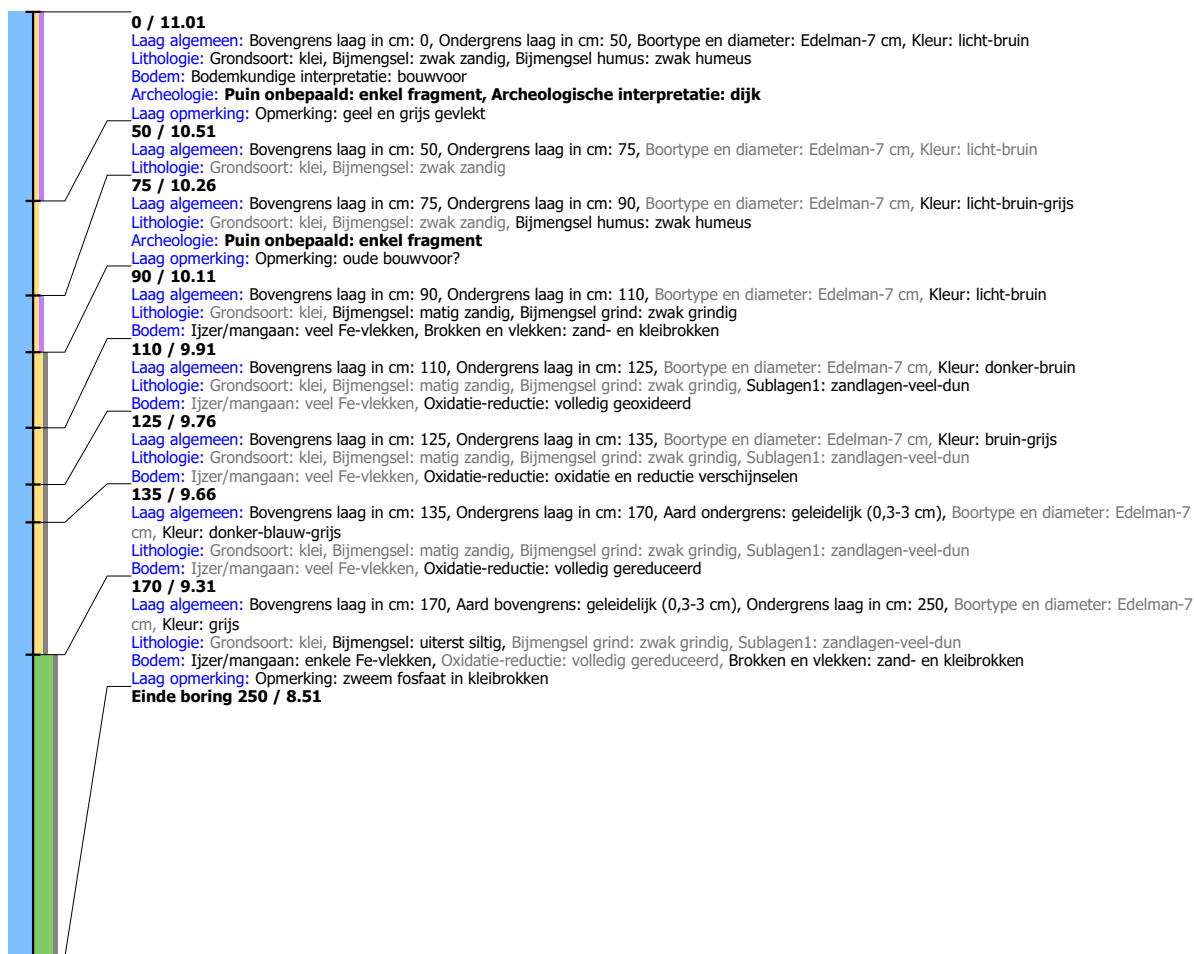 0 / 11.01
Laag algemeen: Bovengrens laag in cm: 0, Ondergrens laag in cm: 50, Boortype en diameter: Edelman-7 cm, Kleur: licht-bruin
Lithologie: Grondsoort: klei, Bijmengsel: zwak zandig, Bijmengsel humus: zwak humeus
Bodem: Bodemkundige interpretatie: bouwvoor
Archeologie: Puin onbepaald: enkel fragment, Archeologische interpretatie: dijk
Laag opmerking: Opmerking: geel en grijs gevlekt
50 / 10.51
Laag algemeen: Bovengrens laag in cm: 50, Ondergrens laag in cm: 75, Boortype en diameter: Edelman-7 cm, Kleur: licht-bruin
Lithologie: Grondsoort: klei, Bijmengsel: zwak zandig
75 / 10.26
Laag algemeen: Bovengrens laag in cm: 75, Ondergrens laag in cm: 90, Boortype en diameter: Edelman-7 cm, Kleur: licht-bruin-grijs
Lithologie: Grondsoort: klei, Bijmengsel: zwak zandig, Bijmengsel humus: zwak humeus
Archeologie: Puin onbepaald: enkel fragment
Laag opmerking: Opmerking: oude bouwvoor?
90 / 10.11
Laag algemeen: Bovengrens laag in cm: 90, Ondergrens laag in cm: 110, Boortype en diameter: Edelman-7 cm, Kleur: licht-bruin
Lithologie: Grondsoort: klei, Bijmengsel: matig zandig, Bijmengsel grind: zwak grindig
Bodem: Ijzer/mangaan: veel Fe-vlekken, Brokken en vlekken: zand- en kleibrokken
110 / 9.91
Laag algemeen: Bovengrens laag in cm: 110, Ondergrens laag in cm: 125, Boortype en diameter: Edelman-7 cm, Kleur: donker-bruin
Lithologie: Grondsoort: klei, Bijmengsel: matig zandig, Bijmengsel grind: zwak grindig, Sublagen1: zandlagen-veel-dun
Bodem: Ijzer/mangaan: veel Fe-vlekken, Oxidatie-reductie: volledig geoxideerd
125 / 9.76
Laag algemeen: Bovengrens laag in cm: 125, Ondergrens laag in cm: 135, Boortype en diameter: Edelman-7 cm, Kleur: bruin-grijs
Lithologie: Grondsoort: klei, Bijmengsel: matig zandig, Bijmengsel grind: zwak grindig, Sublagen1: zandlagen-veel-dun
Bodem: Ijzer/mangaan: veel Fe-vlekken, Oxidatie-reductie: oxidatie en reductie verschijnselen
135 / 9.66
Laag algemeen: Bovengrens laag in cm: 135, Ondergrens laag in cm: 170, Aard ondergrens: geleidelijk (0,3-3 cm), Boortype en diameter: Edelman-7
cm, Kleur: donker-blauw-grijs
Lithologie: Grondsoort: klei, Bijmengsel: matig zandig, Bijmengsel grind: zwak grindig, Sublagen1: zandlagen-veel-dun
Bodem: Ijzer/mangaan: veel Fe-vlekken, Oxidatie-reductie: volledig gereduceerd
170 / 9.31
Laag algemeen: Bovengrens laag in cm: 170, Aard bovengrens: geleidelijk (0,3-3 cm), Ondergrens laag in cm: 250, Boortype en diameter: Edelman-7
cm, Kleur: grijs
Lithologie: Grondsoort: klei, Bijmengsel: uiterst siltig, Bijmengsel grind: zwak grindig, Sublagen1: zandlagen-veel-dun
Bodem: Ijzer/mangaan: enkele Fe-vlekken, Oxidatie-reductie: volledig gereduceerd, Brokken en vlekken: zand- en kleibrokken
Laag opmerking: Opmerking: zweem fosfaat in kleibrokken
Einde boring 250 / 8.51